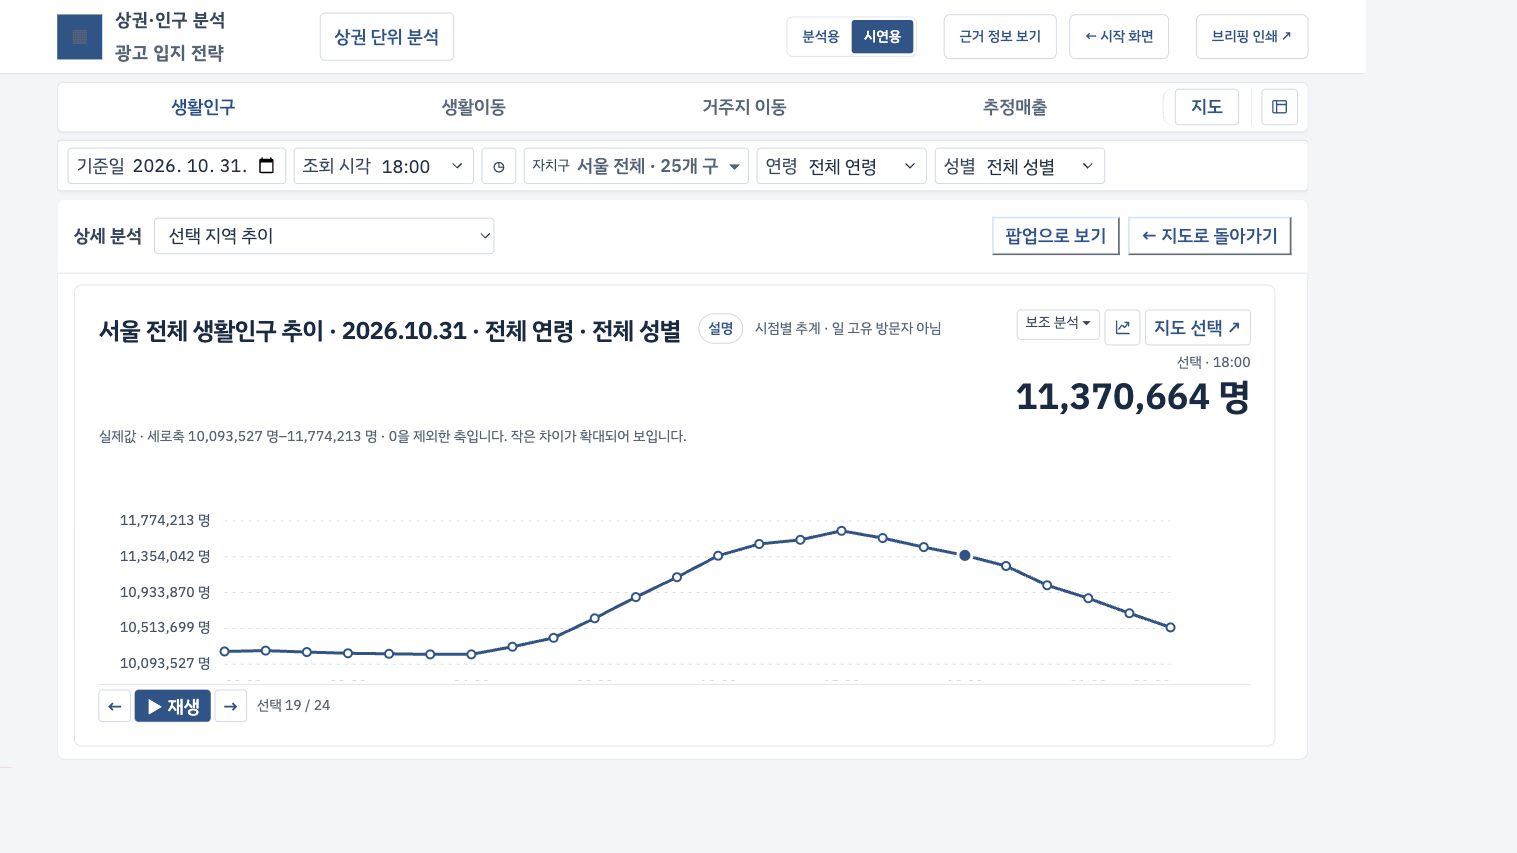 상권·인구 분석
광고 입지 전략
상권 단위 분석
분석용 시연용 근거 정보 보기 ← 시작 화면 브리핑 인쇄 ↗
생활인구 생활이동 거주지 이동 추정매출 지도
기준일 2026. 10. 31. 조회 시각 18:00 자치구 서울 전체 · 25개 구 연령 전체 연령 성별 전체 성별
상세 분석 선택 지역 추이 팝업으로 보기 ← 지도로 돌아가기
서울 전체 생활인구 추이 · 2026.10.31 · 전체 연령 · 전체 성별 설명 시점별 추계 · 일 고유 방문자 아님 보조 분석 지도 선택 ↗
선택 · 18:00
11,370,664 명
실제값 · 세로축 10,093,527 명–11,774,213 명 · 0을 제외한 축입니다. 작은 차이가 확대되어 보입니다.
11,774,213 명
11,354,042 명
10,933,870 명
10,513,699 명
10,093,527 명
← ▶ 재생 → 선택 19 / 24